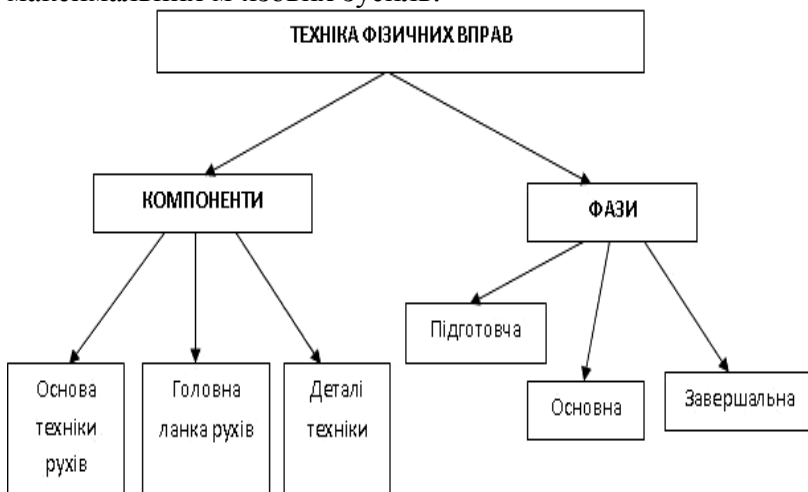 ТЕХНІКА ФІЗИЧНИХ ВПРАВ
КОМПОНЕНТИ
ФАЗИ
Підготовча
Основа
техніки
рухів
Головна
ланка рухів
Деталі
техніки
Основна
Завершальна